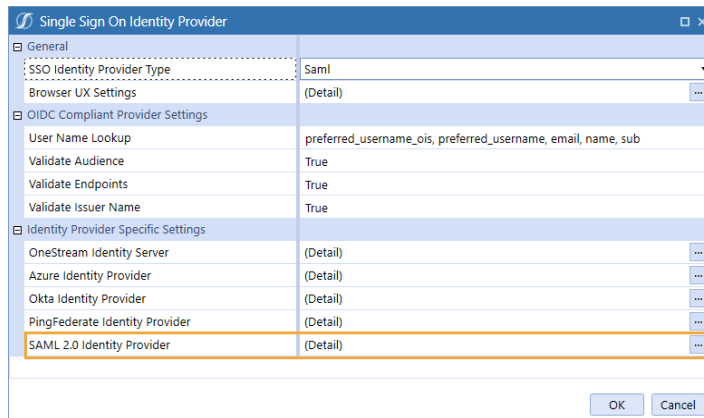 Single Sign On Identity Provider
General
SSO Identity Provider Type Saml
Browser UX Settings (Detail) ...
OIDC Compliant Provider Settings
User Name Lookup preferred_username_ois, preferred_username, email, name, sub
Validate Audience True
Validate Endpoints True
Validate Issuer Name True
Identity Provider Specific Settings
OneStream Identity Server (Detail) ...
Azure Identity Provider (Detail) ...
Okta Identity Provider (Detail) ...
PingFederate Identity Provider (Detail) ...
SAML 2.0 Identity Provider (Detail) ...
OK Cancel